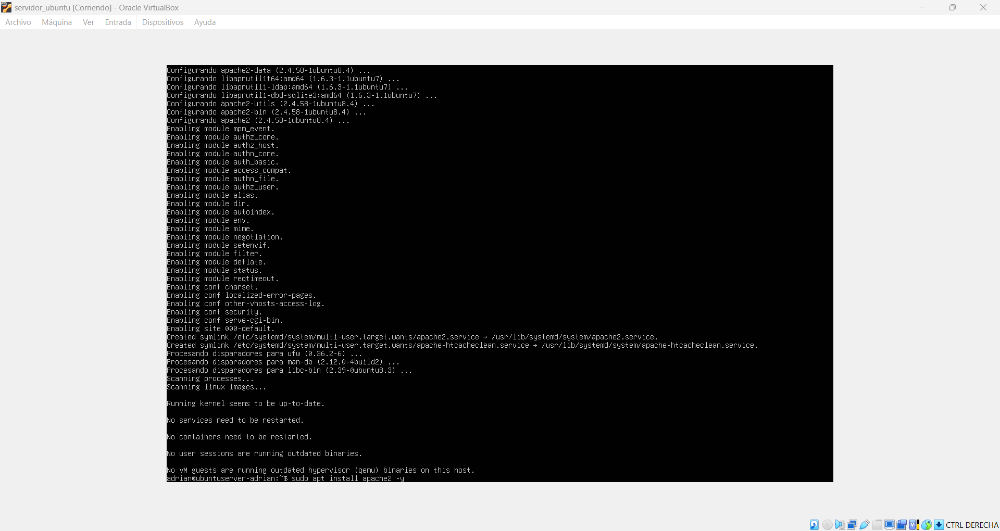 servidor_ubuntu [Corriendo] - Oracle VirtualBox
Archivo Máquina Ver Entrada Dispositivos Ayuda
Configurando apache2-data (2.4.58-1ubuntu8.4) ...
Configurando libaprutil1t64:amd64 (1.6.3-1.1ubuntu7) ...
Configurando libaprutil1-ldap:amd64 (1.6.3-1.1ubuntu7) ...
Configurando libaprutil1-dbd-sqlite3:amd64 (1.6.3-1.1ubuntu7) ...
Configurando apache2-utils (2.4.58-1ubuntu8.4) ...
Configurando apache2-bin (2.4.58-1ubuntu8.4) ...
Configurando apache2 (2.4.58-1ubuntu8.4) ...
Enabling module mpm_event.
Enabling module authz_core.
Enabling module authz_host.
Enabling module authn_core.
Enabling module auth_basic.
Enabling module access_compat.
Enabling module authn_file.
Enabling module authz_user.
Enabling module alias.
Enabling module dir.
Enabling module autoindex.
Enabling module env.
Enabling module mime.
Enabling module negotiation.
Enabling module setenvif.
Enabling module filter.
Enabling module deflate.
Enabling module status.
Enabling module reqtimeout.
Enabling conf charset.
Enabling conf localized-error-pages.
Enabling conf other-vhosts-access-log.
Enabling conf security.
Enabling conf serve-cgi-bin.
Enabling site 000-default.
Created symlink /etc/systemd/system/multi-user.target.wants/apache2.service → /usr/lib/systemd/system/apache2.service.
Created symlink /etc/systemd/system/multi-user.target.wants/apache-htcacheclean.service → /usr/lib/systemd/system/apache-htcacheclean.service.
Procesando disparadores para ufw (0.36.2-6) ...
Procesando disparadores para man-db (2.12.0-4build2) ...
Procesando disparadores para libc-bin (2.39-0ubuntu8.3) ...
Scanning processes...
Scanning linux images...
Running kernel seems to be up-to-date.
No services need to be restarted.
No containers need to be restarted.
No user sessions are running outdated binaries.
No VM guests are running outdated hypervisor (qemu) binaries on this host.
adrian@ubuntuserver-adrian:~$ sudo apt install apache2 -y
CTRL DERECHA